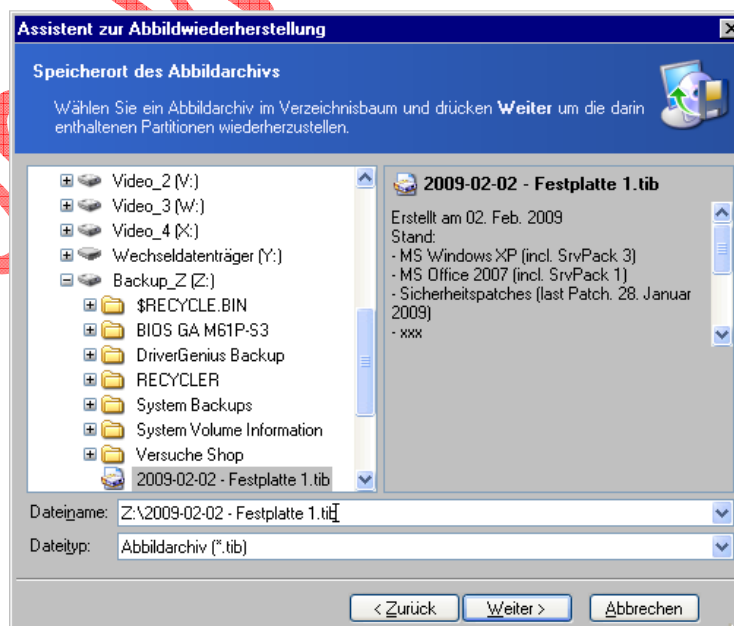 Assistent zur Abbildwiederherstellung
Speicherort des Abbildarchivs
Wählen Sie ein Abbildarchiv im Verzeichnisbaum und drücken Weiter um die darin
enthaltenen Partitionen wiederherzustellen.
Video_2 (V:)
Video_3 (W:)
Video_4 (X:)
Wechseldatenträger (Y:)
Backup_Z (Z:)
$RECYCLE.BIN
BIOS GA M61P-S3
DriverGenius Backup
RECYCLER
System Backups
System Volume Information
Versuche Shop
2009-02-02 - Festplatte 1.tib
2009-02-02 - Festplatte 1.tib
Erstellt am 02. Feb. 2009
Stand:
- MS Windows XP (incl. SrvPack 3)
- MS Office 2007 (incl. SrvPack 1)
- Sicherheitspatches (last Patch. 28. Januar
2009)
- xxx
Dateiname: Z:\2009-02-02 - Festplatte 1.tib
Dateityp: Abbildarchiv (*.tib)
< Zurück Weiter > Abbrechen